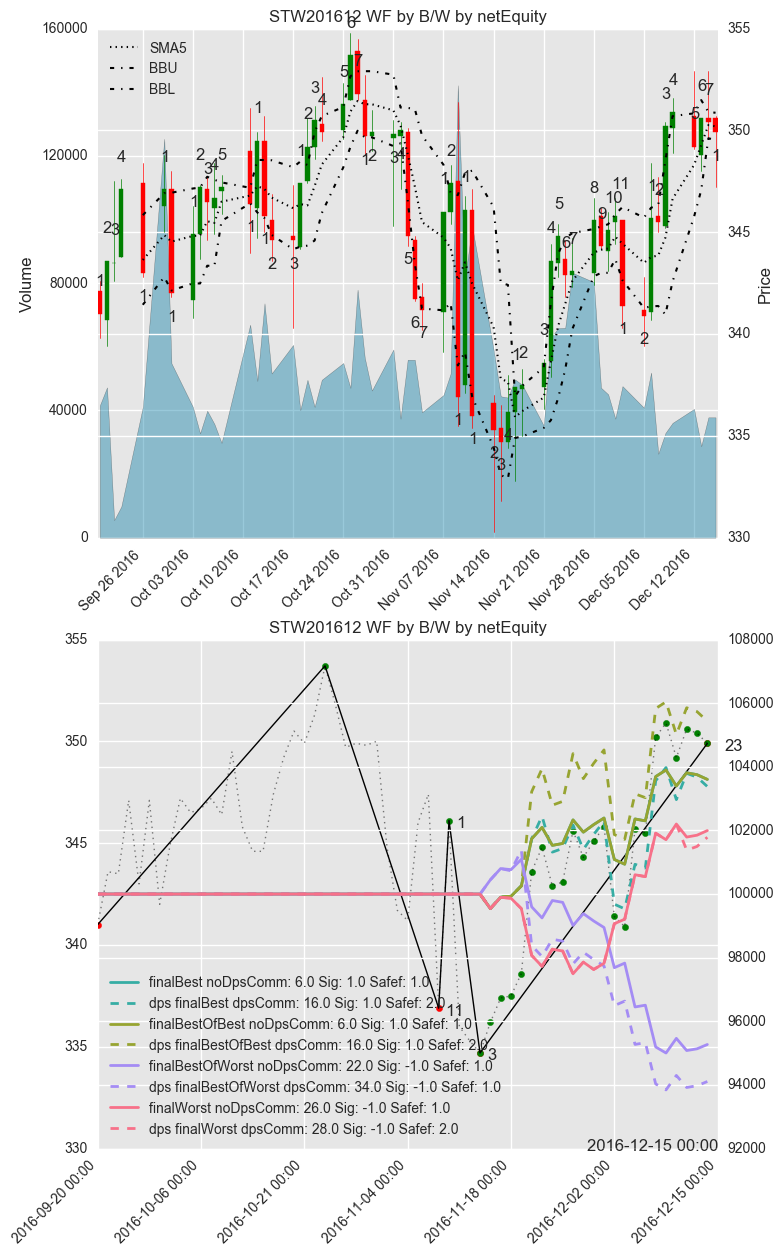 STW201612 WF by B/W by netEquity
160000
120000
80000
40000
0
Volume
SMA5
BBU
BBL
355
350
345
340
335
330
Price
Sep 26 2016
Oct 03 2016
Oct 10 2016
Oct 17 2016
Oct 24 2016
Oct 31 2016
Nov 07 2016
Nov 14 2016
Nov 21 2016
Nov 28 2016
Dec 05 2016
Dec 12 2016
STW201612 WF by B/W by netEquity
355
350
345
340
335
330
108000
106000
104000
102000
100000
98000
96000
94000
92000
23
1
11
3
finalBest noDpsComm: 6.0 Sig: 1.0 Safef: 1.0
dps finalBest dpsComm: 16.0 Sig: 1.0 Safef: 2.0
finalBestOfBest noDpsComm: 6.0 Sig: 1.0 Safef: 1.0
dps finalBestOfBest dpsComm: 16.0 Sig: 1.0 Safef: 2.0
finalBestOfWorst noDpsComm: 22.0 Sig: -1.0 Safef: 1.0
dps finalBestOfWorst dpsComm: 34.0 Sig: -1.0 Safef: 1.0
finalWorst noDpsComm: 26.0 Sig: -1.0 Safef: 1.0
dps finalWorst dpsComm: 28.0 Sig: -1.0 Safef: 2.0
2016-12-15 00:00
2016-09-20 00:00
2016-10-06 00:00
2016-10-21 00:00
2016-11-04 00:00
2016-11-18 00:00
2016-12-02 00:00
2016-12-15 00:00